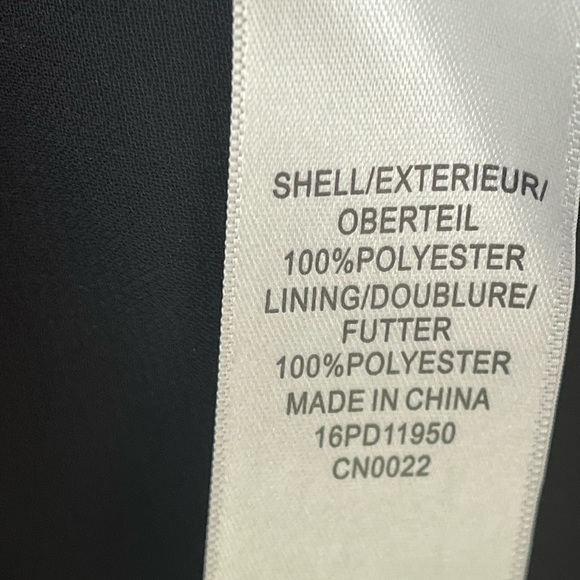 SHELL/EXTERIEUR/
OBERTEIL
100%POLYESTER
LINING/DOUBLURE/
FUTTER
100%POLYESTER
MADE IN CHINA
16PD11950
CN0022